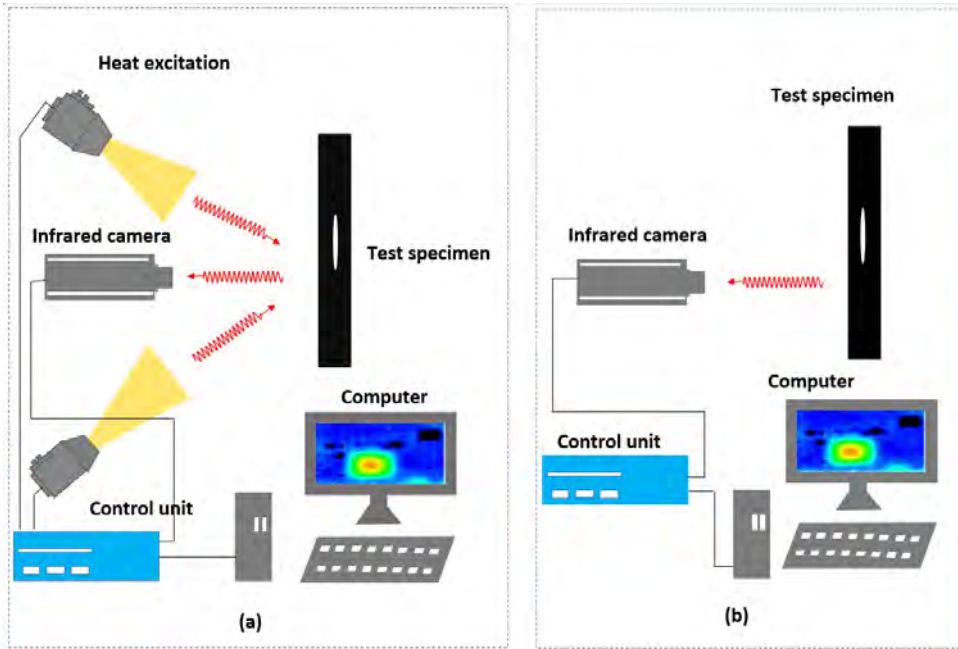 Heat excitation
Infrared camera
Test specimen
Computer
Control unit
(a)
Test specimen
Infrared camera
Computer
Control unit
(b)